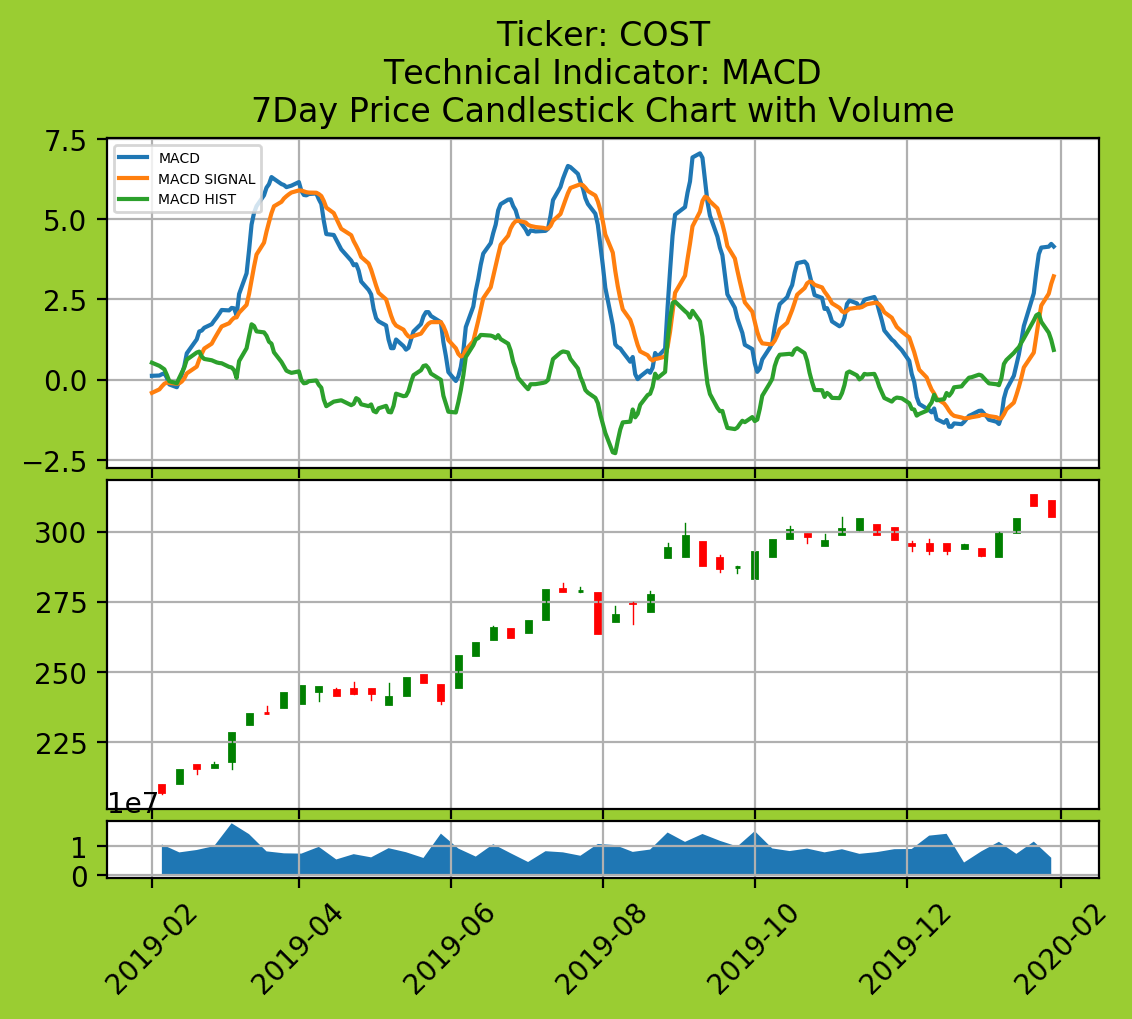 Ticker: COST
Technical Indicator: MACD
7Day Price Candlestick Chart with Volume
7.5
5.0
2.5
0.0
−2.5
MACD
MACD SIGNAL
MACD HIST
300
275
250
225
1e7
1
0
2019-02
2019-04
2019-06
2019-08
2019-10
2019-12
2020-02